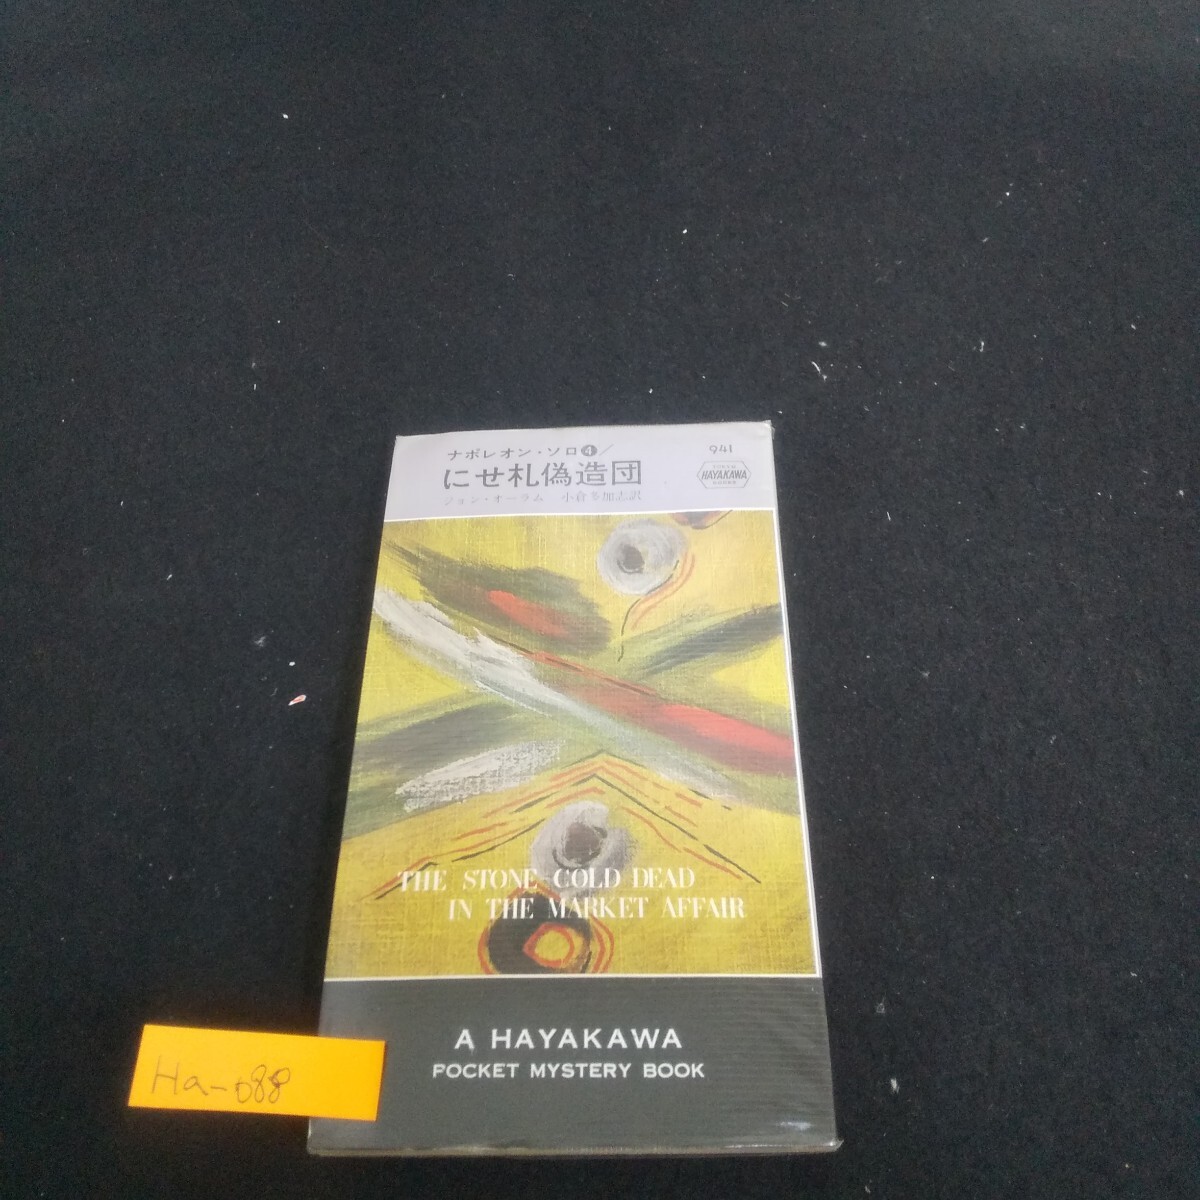 ナポレオン・ソロ❹／
にせ札偽造団
ジョン・オーラム 小倉多加志訳
941
HAYAKAWA
THE STONE-COLD DEAD
IN THE MARKET AFFAIR
A HAYAKAWA
POCKET MYSTERY BOOK
Ha-088